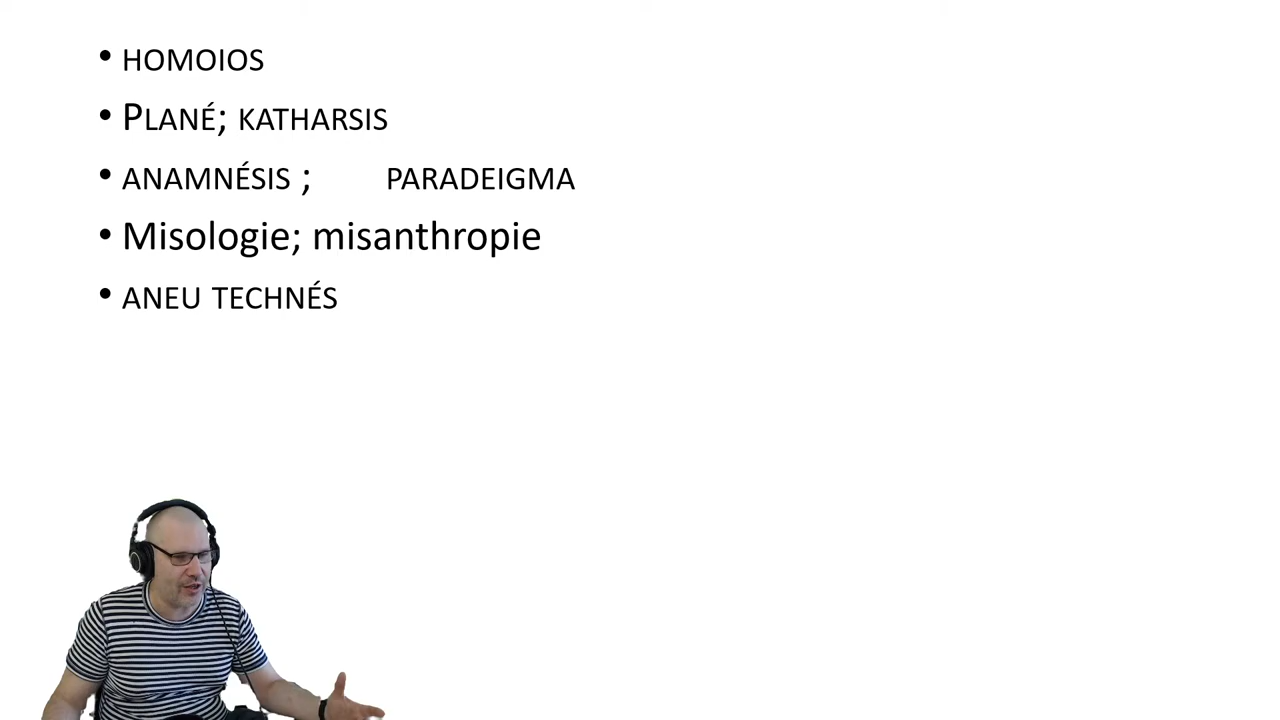 • HOMOIOS
• PLANÉ; KATHARSIS
• ANAMNÉSIS ; PARADEIGMA
• Misologie; misanthropie
• ANEU TECHNÉS